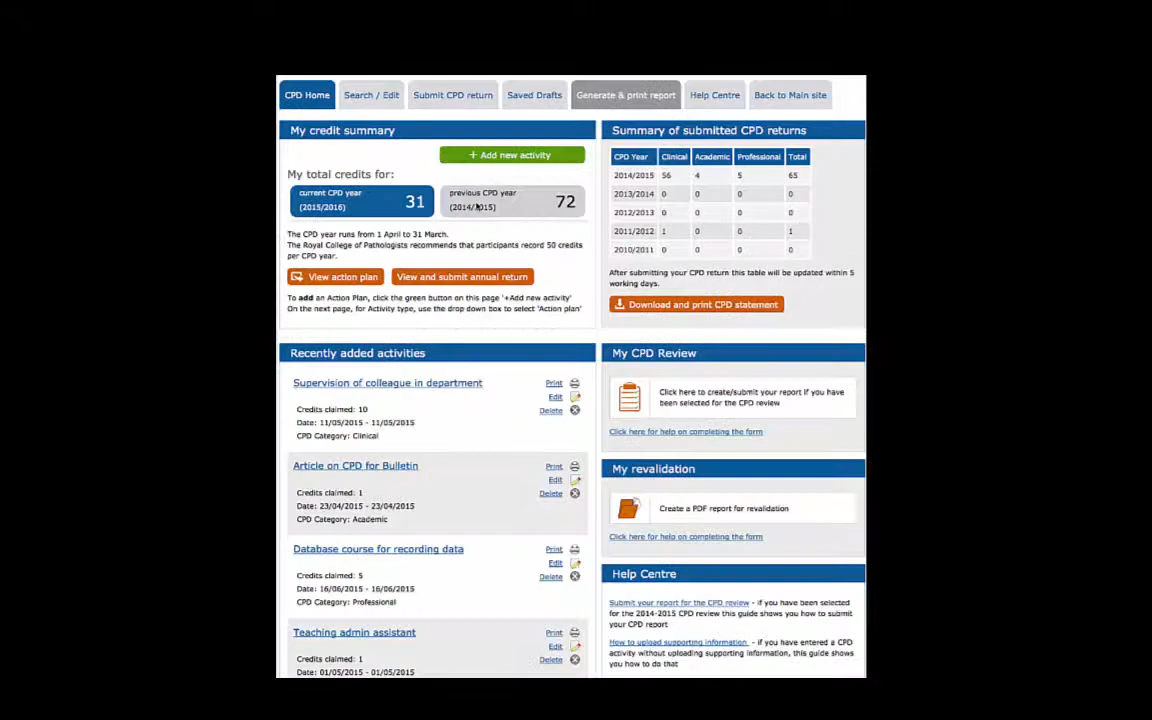 CPD Home Search / Edit Submit CPD return Saved Drafts Generate & print report Help Centre Back to Main site
My credit summary
+ Add new activity
My total credits for:
current CPD year
(2015/2016)
31
previous CPD year
(2014/2015)
72
The CPD year runs from 1 April to 31 March.
The Royal College of Pathologists recommends that participants record 50 credits
per CPD year.
View action plan View and submit annual return
To add an Action Plan, click the green button on this page '+Add new activity'
On the next page, for Activity type, use the drop down box to select 'Action plan'
Summary of submitted CPD returns
CPD Year Clinical Academic Professional Total
2014/2015 56 4 5 65
2013/2014 0 0 0 0
2012/2013 0 0 0 0
2011/2012 1 0 0 1
2010/2011 0 0 0 0
After submitting your CPD return this table will be updated within 5
working days.
Download and print CPD statement
Recently added activities
Supervision of colleague in department
Print
Edit
Delete
Credits claimed: 10
Date: 11/05/2015 - 11/05/2015
CPD Category: Clinical
Article on CPD for Bulletin
Print
Edit
Delete
Credits claimed: 1
Date: 23/04/2015 - 23/04/2015
CPD Category: Academic
Database course for recording data
Print
Edit
Delete
Credits claimed: 5
Date: 16/06/2015 - 16/06/2015
CPD Category: Professional
Teaching admin assistant
Print
Edit
Delete
Credits claimed: 1
Date: 01/05/2015 - 01/05/2015
My CPD Review
Click here to create/submit your report if you have
been selected for the CPD review
Click here for help on completing the form
My revalidation
Create a PDF report for revalidation
Click here for help on completing the form
Help Centre
Submit your report for the CPD review - if you have been selected
for the 2014-2015 CPD review this guide shows you how to submit
your CPD report
How to upload supporting information - if you have entered a CPD
activity without uploading supporting information, this guide shows
you how to do that